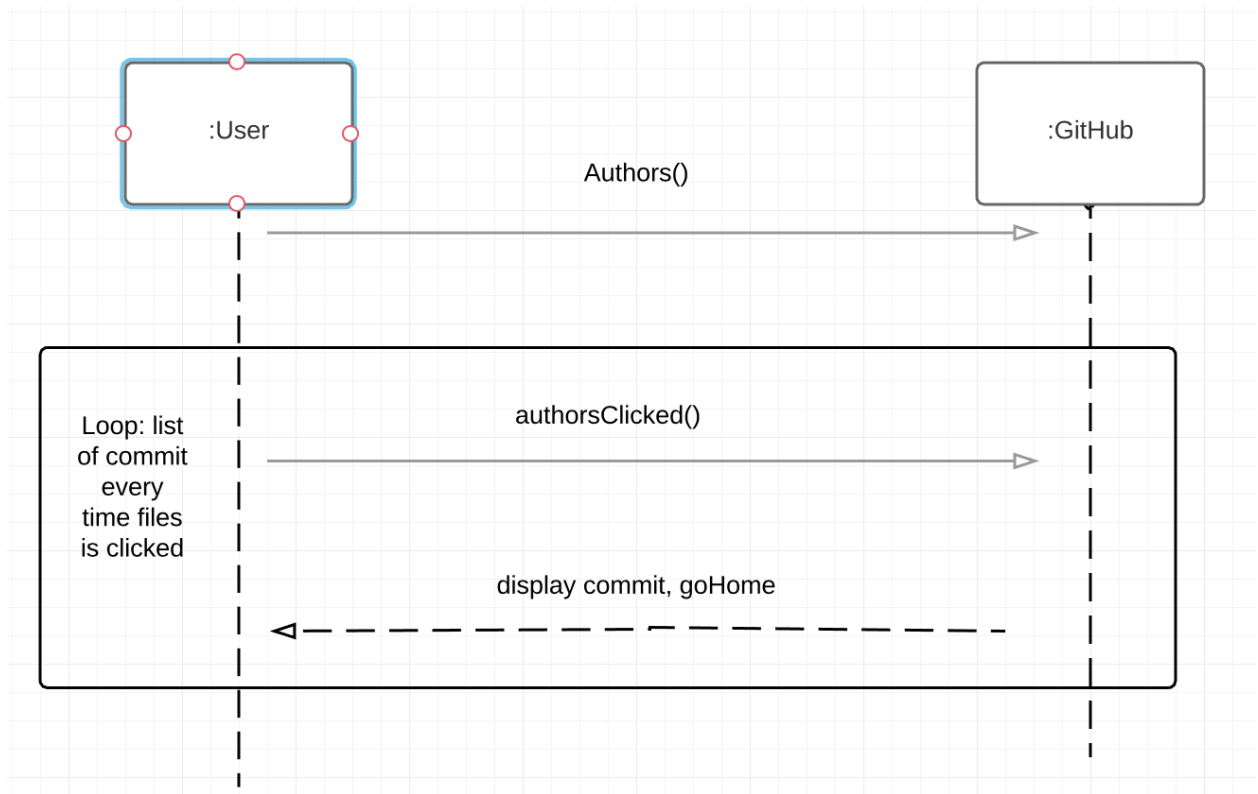 :User
:GitHub
Authors()
authorsClicked()
Loop: list
of commit
every
time files
is clicked
display commit, goHome